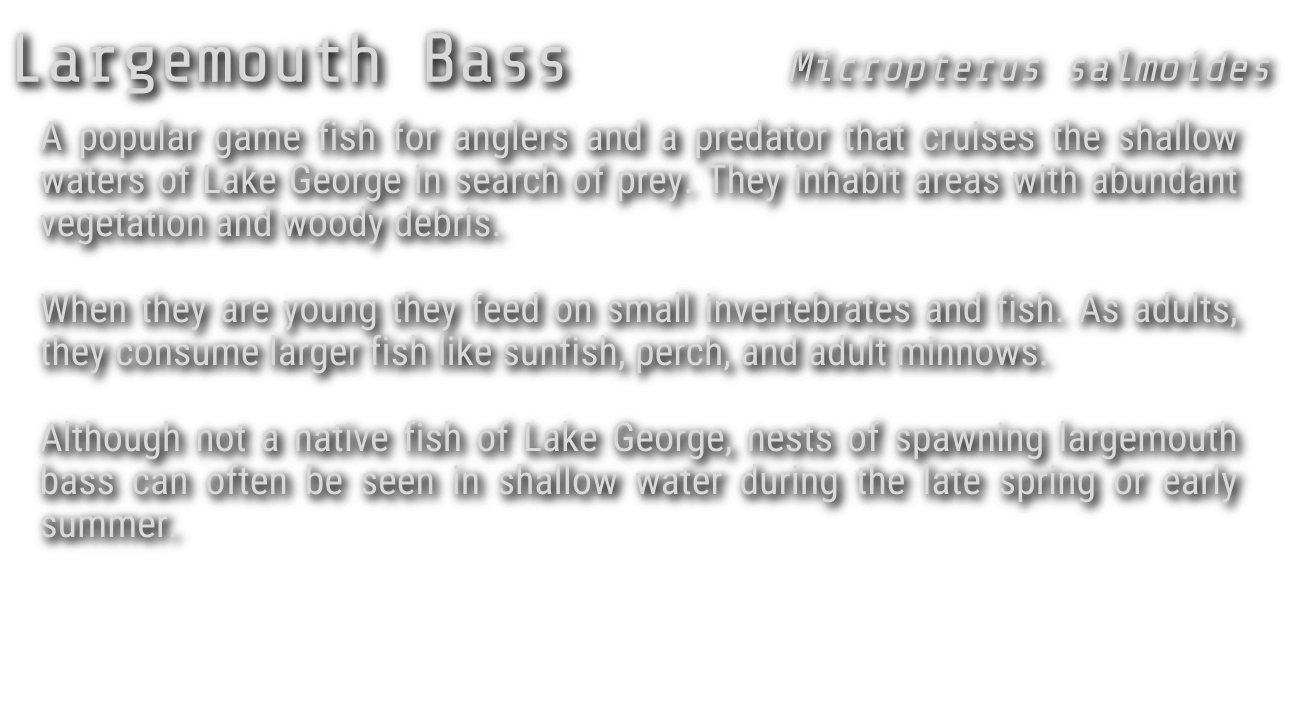 Largemouth Bass Micropterus salmoides
A popular game fish for anglers and a predator that cruises the shallow
waters of Lake George in search of prey. They inhabit areas with abundant
vegetation and woody debris.
When they are young they feed on small invertebrates and fish. As adults,
they consume larger fish like sunfish, perch, and adult minnows.
Although not a native fish of Lake George, nests of spawning largemouth
bass can often be seen in shallow water during the late spring or early
summer.